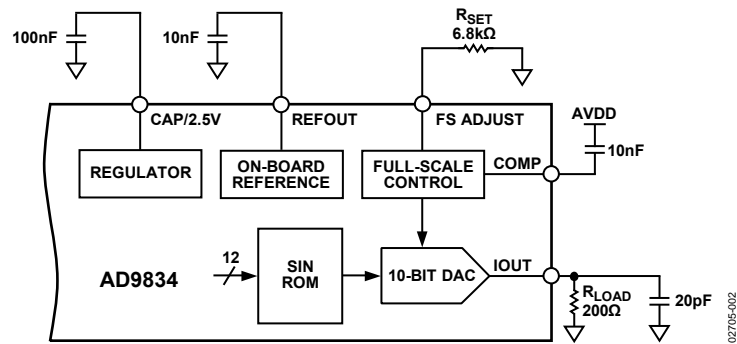 100nF
10nF
RSET
6.8kΩ
CAP/2.5V
REFOUT
FS ADJUST
AVDD
REGULATOR
ON-BOARD
REFERENCE
FULL-SCALE
CONTROL
COMP
10nF
AD9834
12
SIN
ROM
10-BIT DAC
IOUT
RLOAD
200Ω
20pF
02705-002